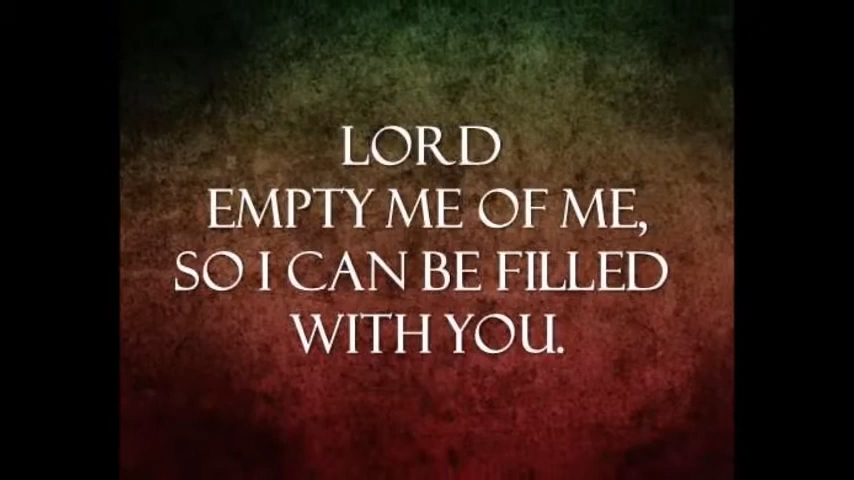 LORD
EMPTY ME OF ME,
SO I CAN BE FILLED
WITH YOU.